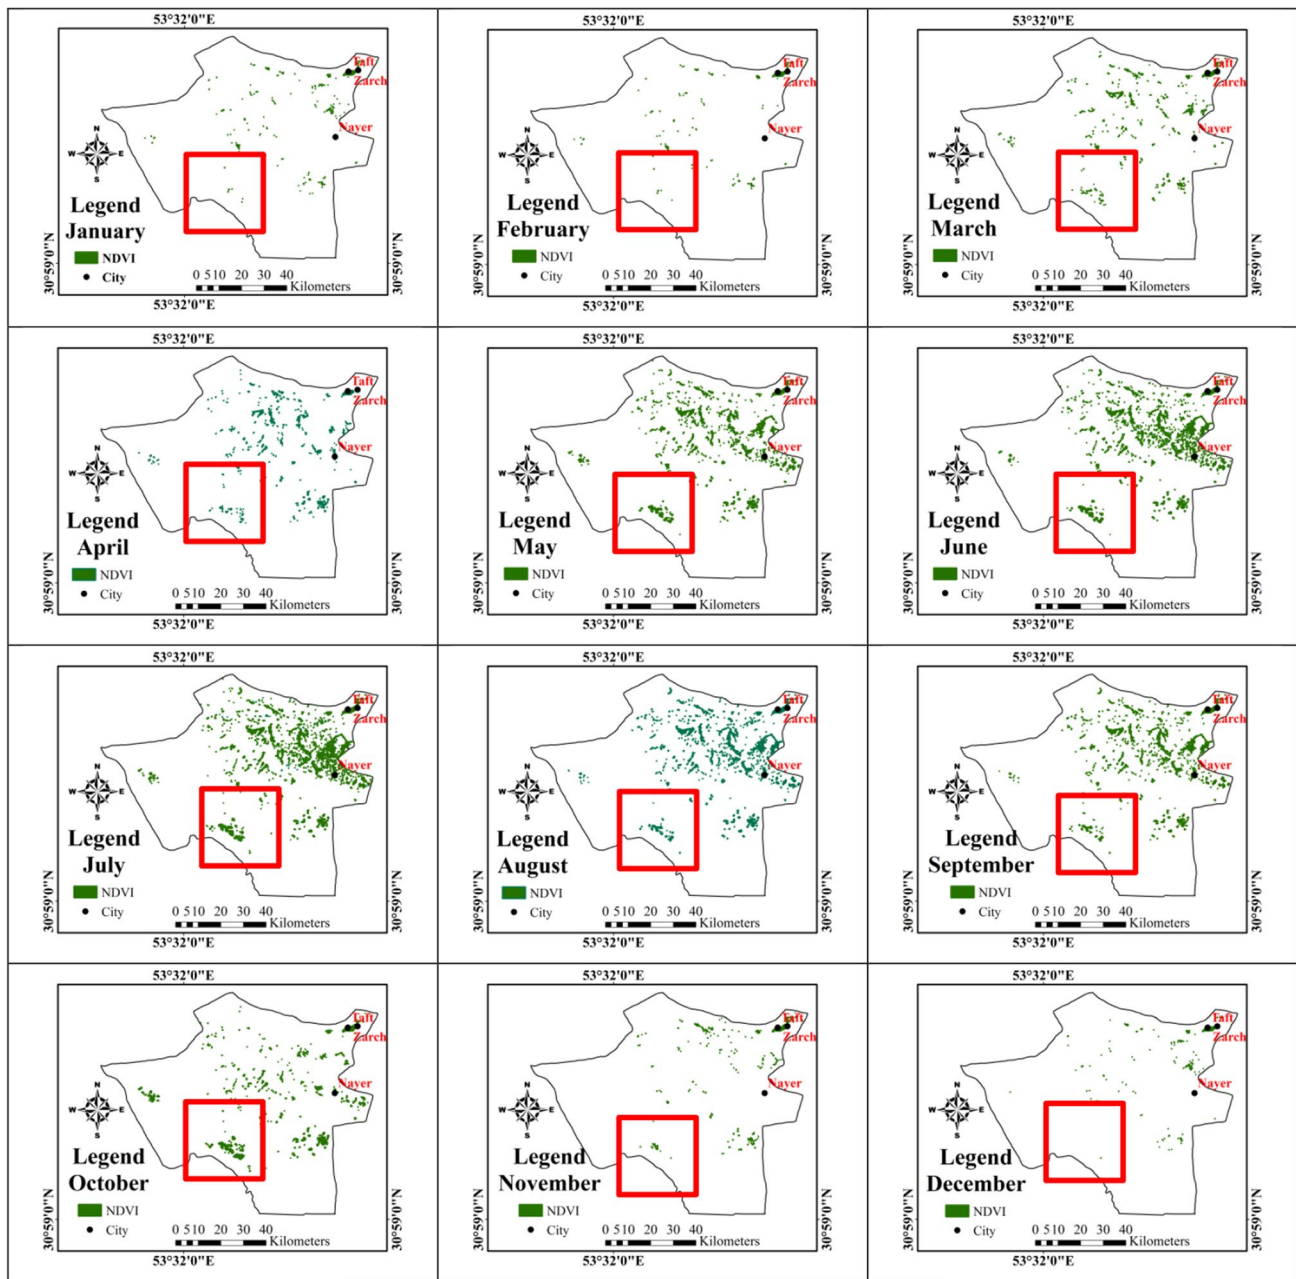 53°32'0"E
Taft
Zarch
Nayer
N
W E
S
Legend
January
NDVI
City
0 5 10 20 30 40
Kilometers
30°59'0"N
30°59'0"N
53°32'0"E
53°32'0"E
Taft
Zarch
Nayer
N
W E
S
Legend
February
NDVI
City
0 5 10 20 30 40
Kilometers
30°59'0"N
30°59'0"N
53°32'0"E
53°32'0"E
Taft
Zarch
Nayer
N
W E
S
Legend
March
NDVI
City
0 5 10 20 30 40
Kilometers
30°59'0"N
30°59'0"N
53°32'0"E
53°32'0"E
Taft
Zarch
Nayer
N
W E
S
Legend
April
NDVI
City
0 5 10 20 30 40
Kilometers
30°59'0"N
30°59'0"N
53°32'0"E
53°32'0"E
Taft
Zarch
Nayer
N
W E
S
Legend
May
NDVI
City
0 5 10 20 30 40
Kilometers
30°59'0"N
30°59'0"N
53°32'0"E
53°32'0"E
Taft
Zarch
Nayer
N
W E
S
Legend
June
NDVI
City
0 5 10 20 30 40
Kilometers
30°59'0"N
30°59'0"N
53°32'0"E
53°32'0"E
Taft
Zarch
Nayer
N
W E
S
Legend
July
NDVI
City
0 5 10 20 30 40
Kilometers
30°59'0"N
30°59'0"N
53°32'0"E
53°32'0"E
Taft
Zarch
Nayer
N
W E
S
Legend
August
NDVI
City
0 5 10 20 30 40
Kilometers
30°59'0"N
30°59'0"N
53°32'0"E
53°32'0"E
Taft
Zarch
Nayer
N
W E
S
Legend
September
NDVI
City
0 5 10 20 30 40
Kilometers
30°59'0"N
30°59'0"N
53°32'0"E
53°32'0"E
Taft
Zarch
Nayer
N
W E
S
Legend
October
NDVI
City
0 5 10 20 30 40
Kilometers
30°59'0"N
30°59'0"N
53°32'0"E
53°32'0"E
Taft
Zarch
Nayer
N
W E
S
Legend
November
NDVI
City
0 5 10 20 30 40
Kilometers
30°59'0"N
30°59'0"N
53°32'0"E
53°32'0"E
Taft
Zarch
Nayer
N
W E
S
Legend
December
NDVI
City
0 5 10 20 30 40
Kilometers
30°59'0"N
30°59'0"N
53°32'0"E